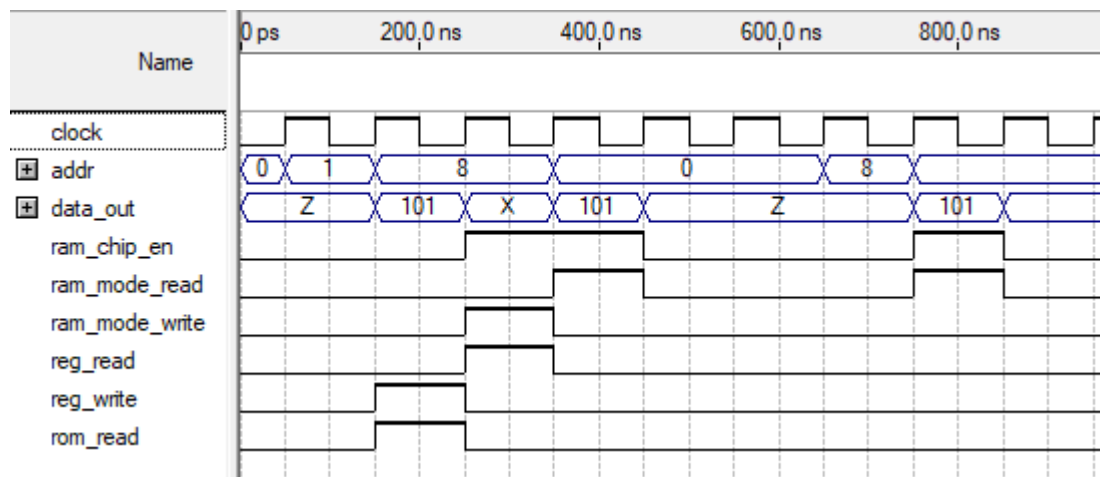 Name
0 ps 200.0 ns 400.0 ns 600.0 ns 800.0 ns
clock
addr 0 1 8 0 8
data_out Z 101 X 101 Z 101
ram_chip_en
ram_mode_read
ram_mode_write
reg_read
reg_write
rom_read